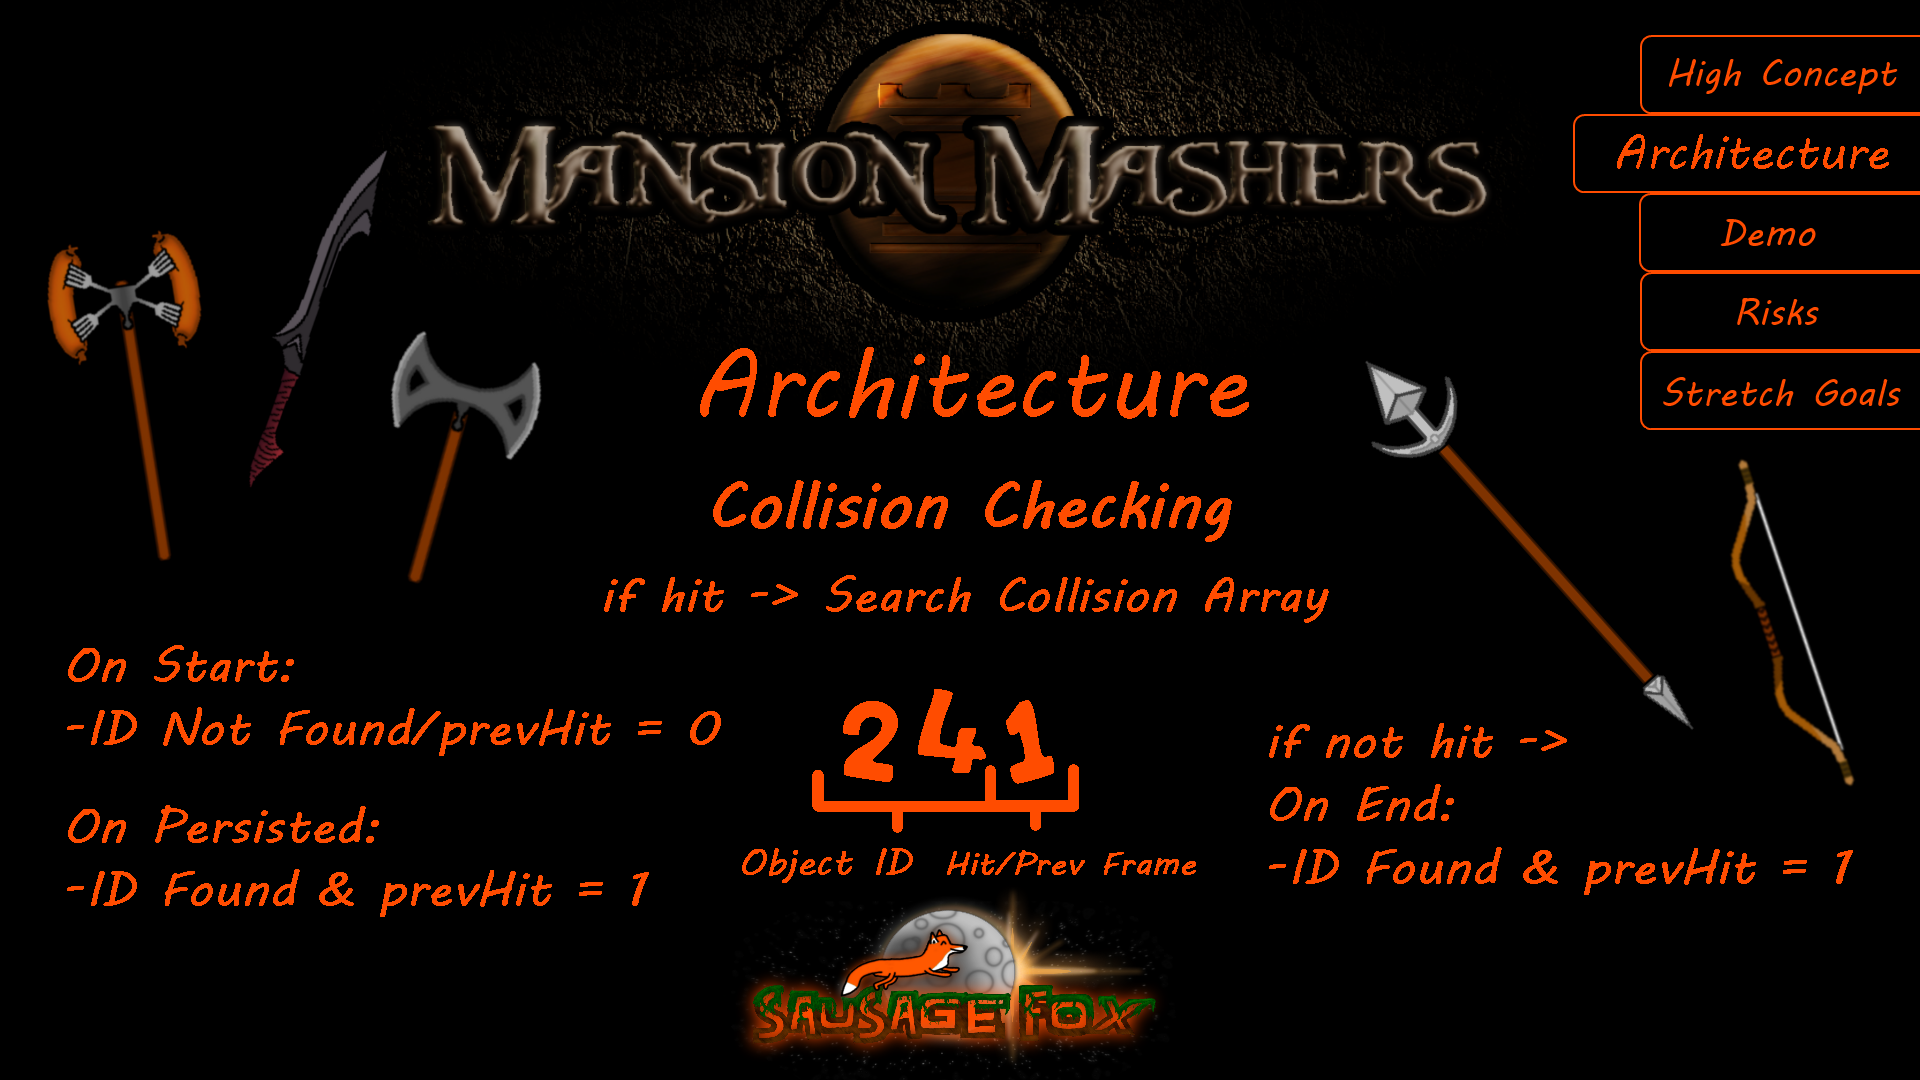 MANSION MASHERS
High Concept
Architecture
Demo
Risks
Stretch Goals
Architecture
Collision Checking
if hit -> Search Collision Array
On Start:
-ID Not Found/prevHit = 0
On Persisted:
-ID Found & prevHit = 1
241
Object ID Hit/Prev Frame
if not hit ->
On End:
-ID Found & prevHit = 1
SAUSAGE FOX